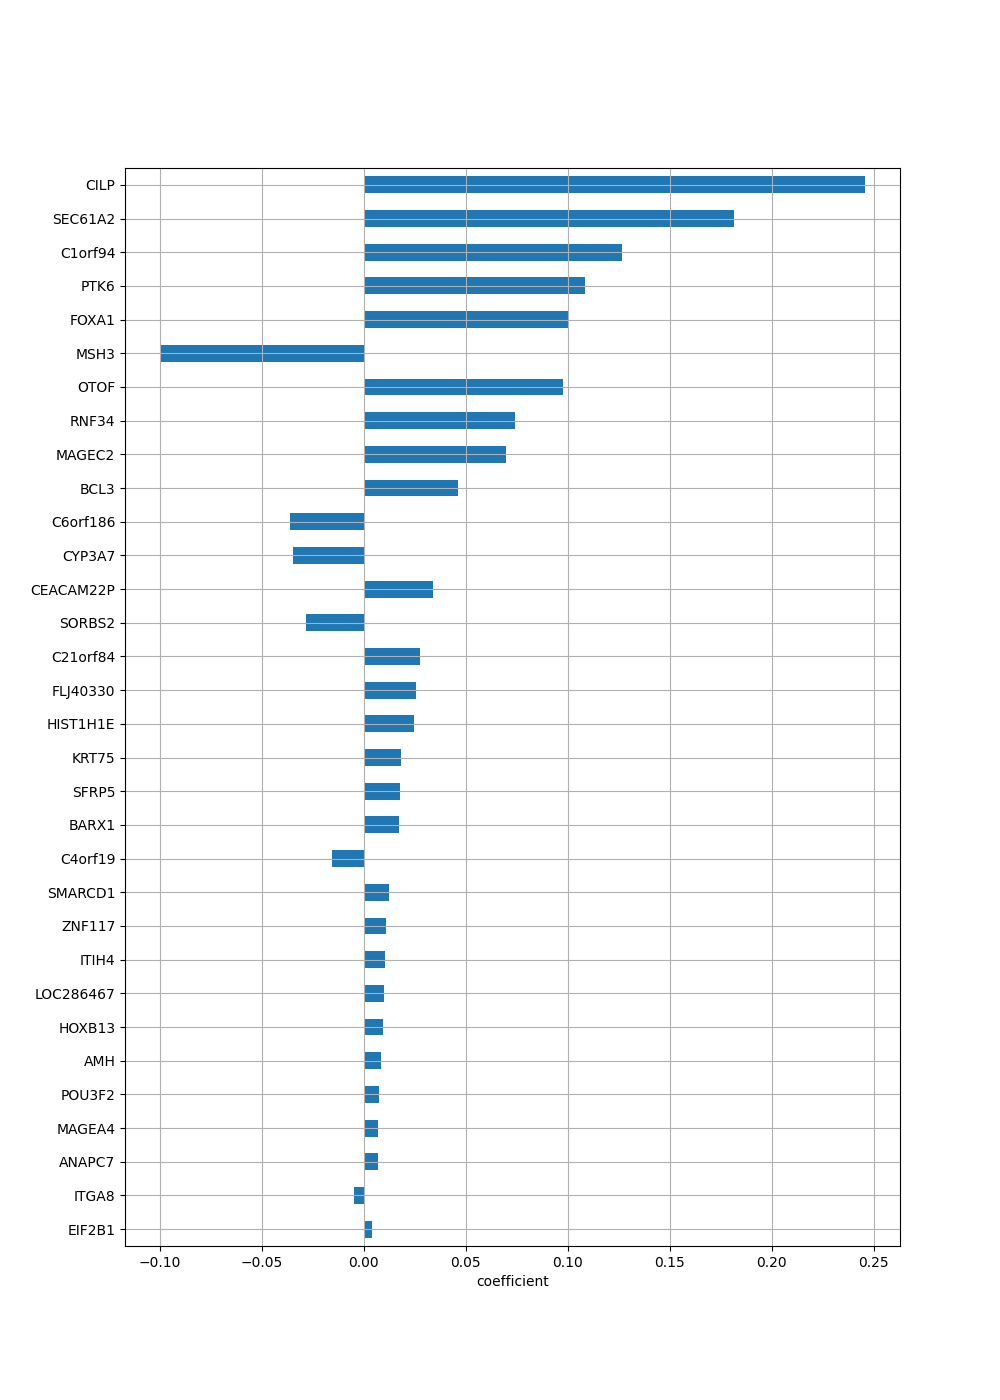 CILP
SEC61A2
C1orf94
PTK6
FOXA1
MSH3
OTOF
RNF34
MAGEC2
BCL3
C6orf186
CYP3A7
CEACAM22P
SORBS2
C21orf84
FLJ40330
HIST1H1E
KRT75
SFRP5
BARX1
C4orf19
SMARCD1
ZNF117
ITIH4
LOC286467
HOXB13
AMH
POU3F2
MAGEA4
ANAPC7
ITGA8
EIF2B1
−0.10 −0.05 0.00 0.05 0.10 0.15 0.20 0.25
coefficient